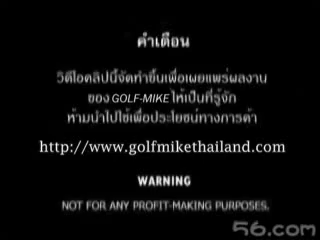 คำเตือน
วิดีโอคลิปนี้จัดทำขึ้นเพื่อเผยแพร่ผลงาน
ของ GOLF-MIKE ให้เป็นที่รู้จัก
ห้ามนำไปใช้เพื่อประโยชน์ทางการค้า
http://www.golfmikethailand.com
WARNING
NOT FOR ANY PROFIT-MAKING PURPOSES.
56.com